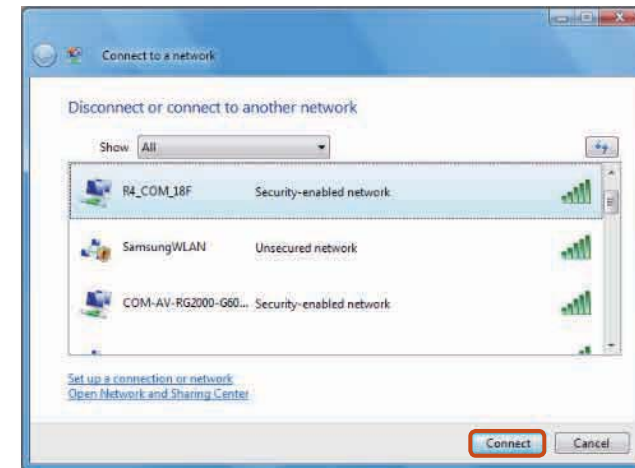 Connect to a network
Disconnect or connect to another network
Show All
R4_COM_18F Security-enabled network
SamsungWLAN Unsecured network
COM-AV-RG2000-G60... Security-enabled network
Set up a connection or network
Open Network and Sharing Center
Connect Cancel